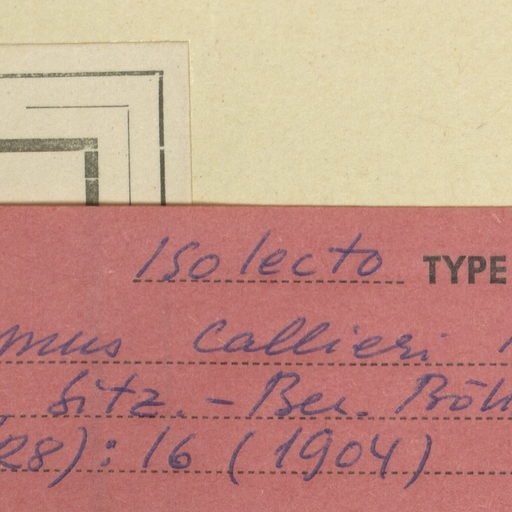 Isolecto TYPE
mus Callieri
Sitz.-Ber. Böh
28): 16 (1904)